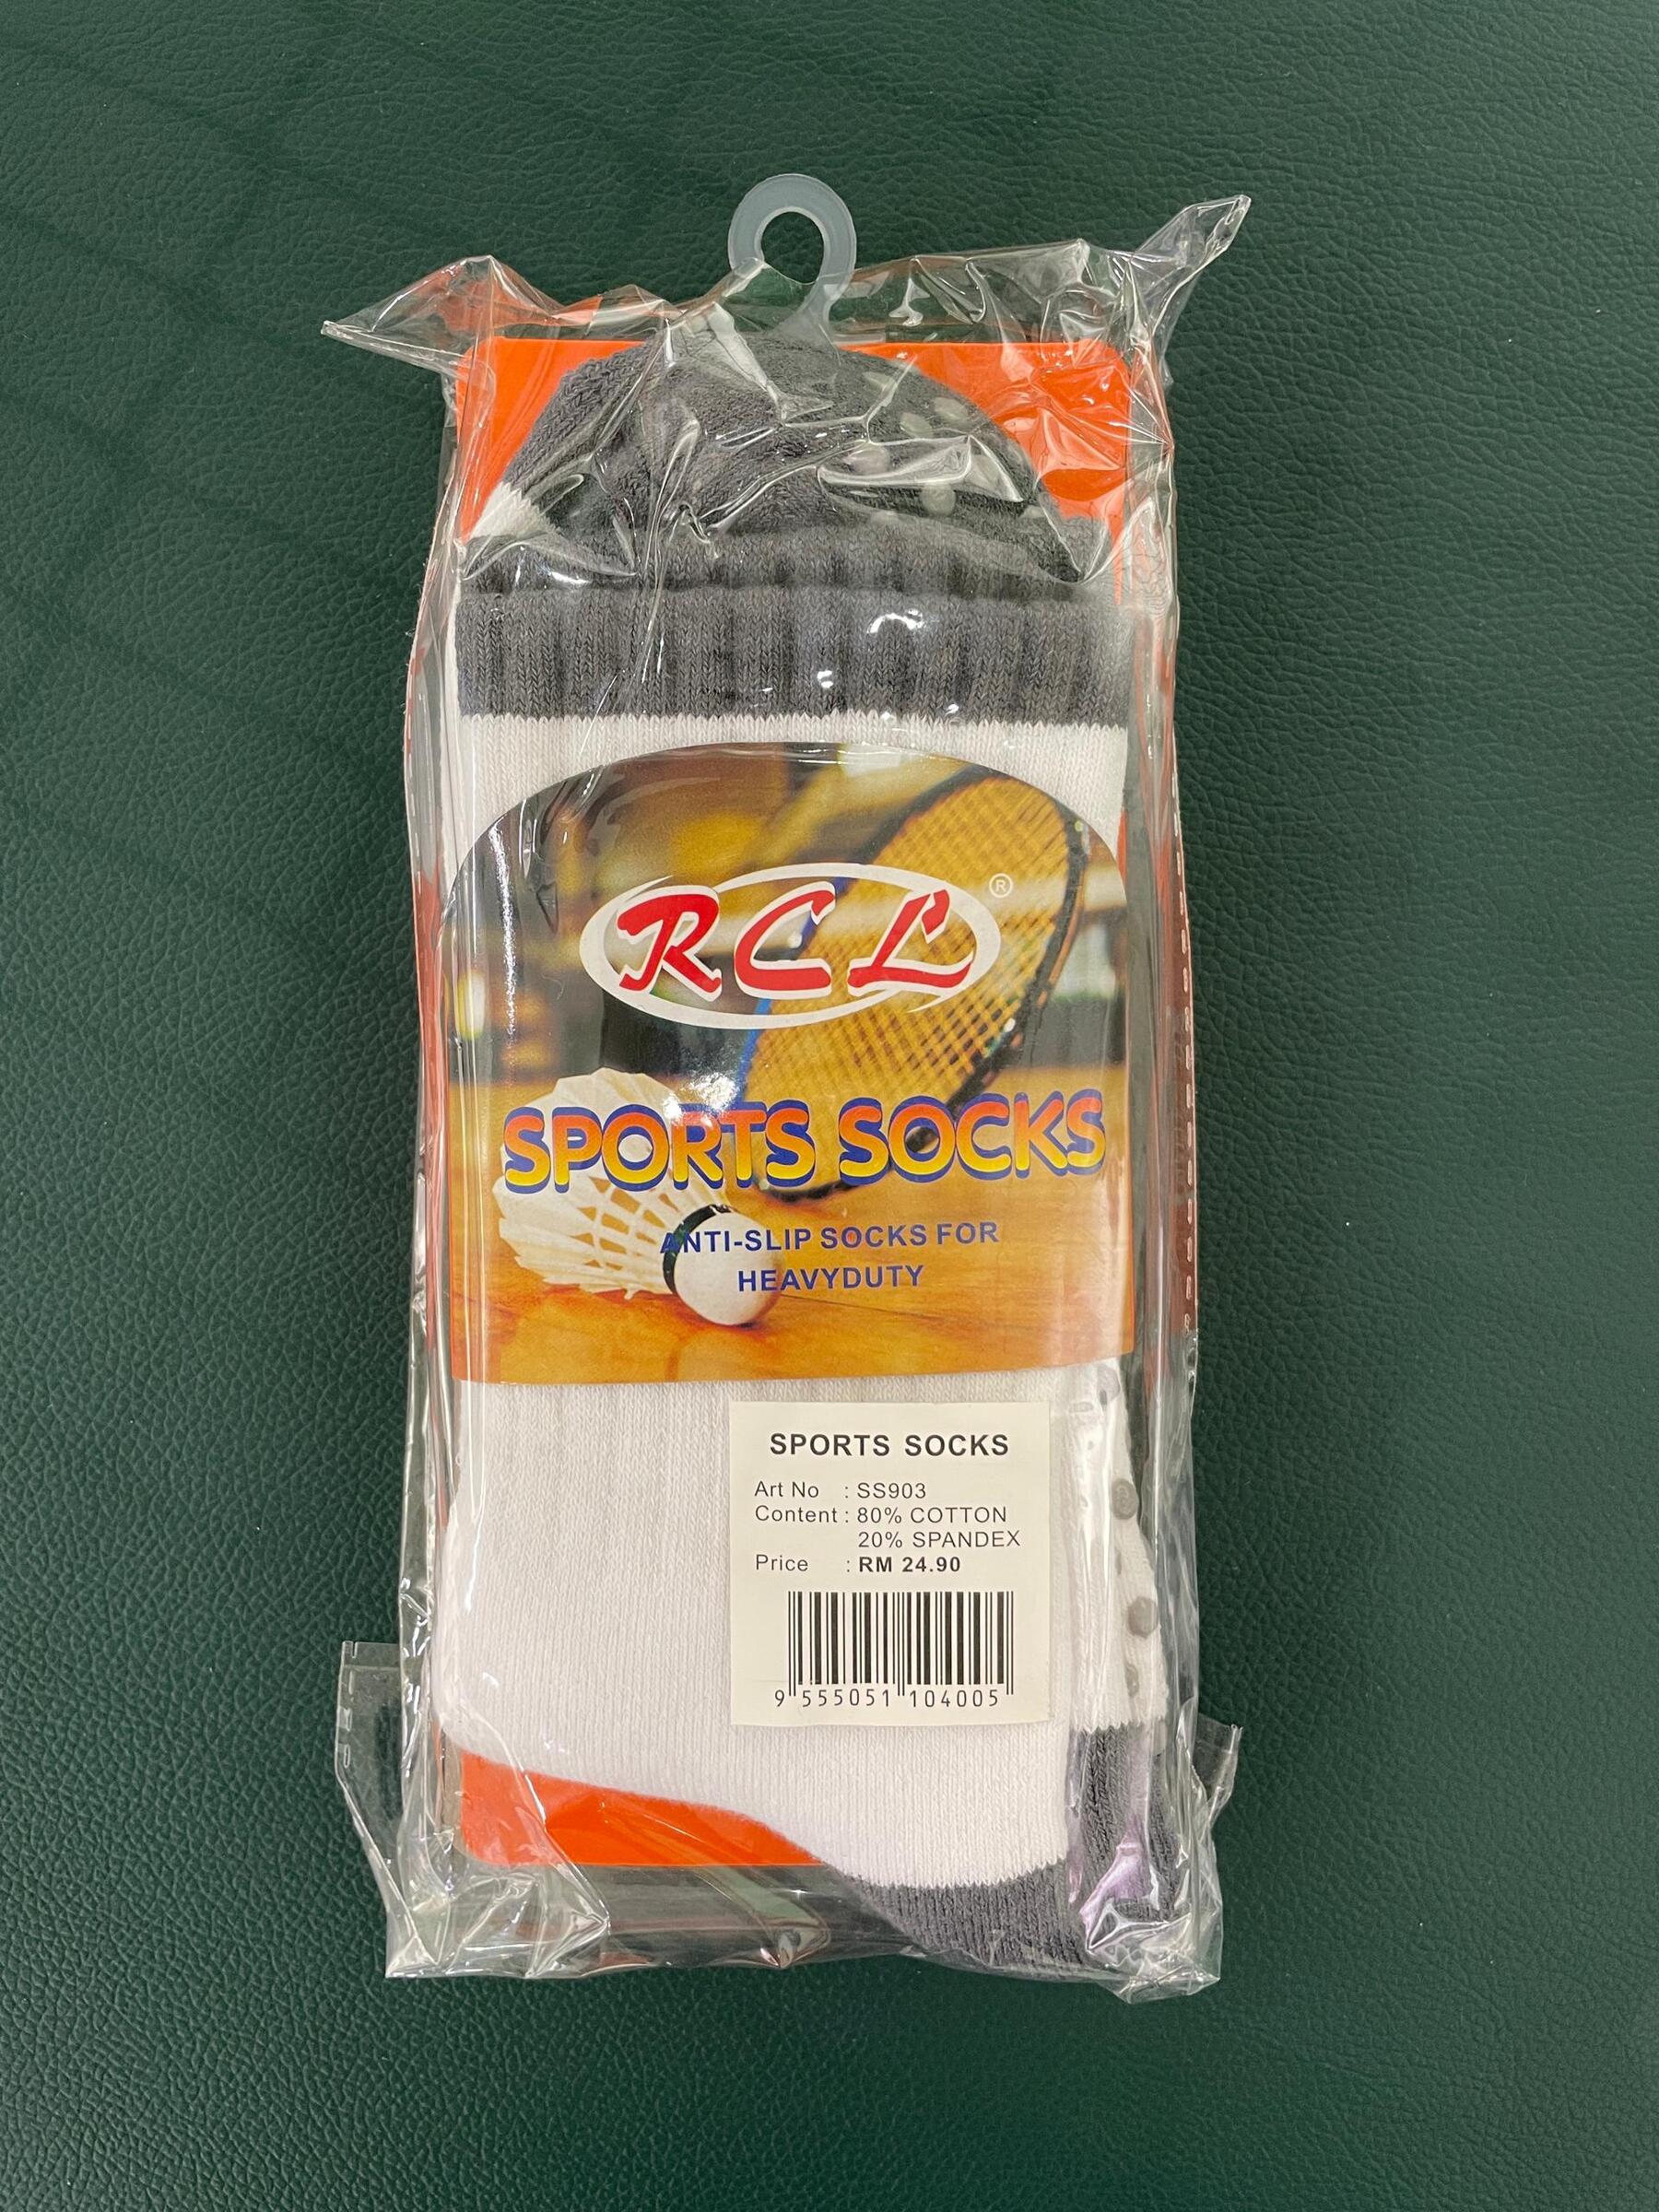 RCL ®
SPORTS SOCKS
ANTI-SLIP SOCKS FOR
HEAVYDUTY
SPORTS SOCKS
Art No : SS903
Content : 80% COTTON
20% SPANDEX
Price : RM 24.90
9 555051 104005